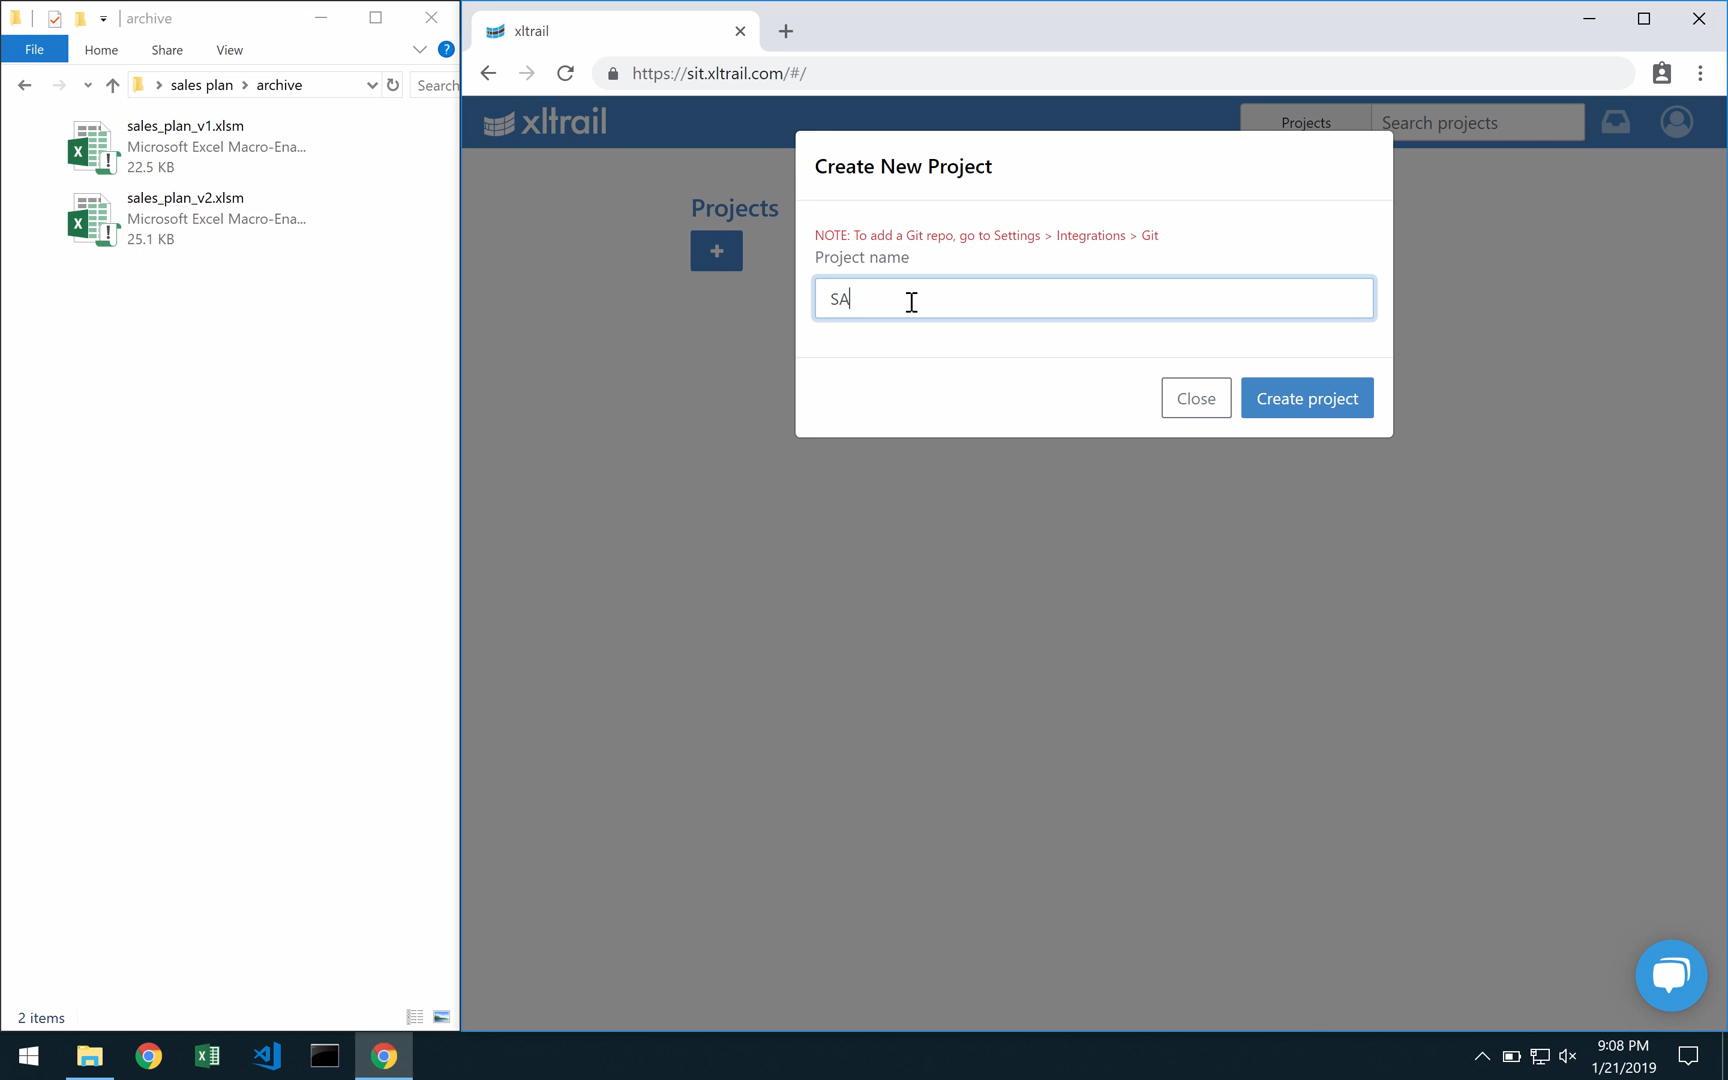 archive
File Home Share View ?
sales plan > archive Search
sales_plan_v1.xlsm
Microsoft Excel Macro-Ena...
22.5 KB
sales_plan_v2.xlsm
Microsoft Excel Macro-Ena...
25.1 KB
2 items
xltrail
https://sit.xltrail.com/#/
xltrail
Projects Search projects
Projects
+
Create New Project
NOTE: To add a Git repo, go to Settings > Integrations > Git
Project name
SA
Close Create project
9:08 PM
1/21/2019